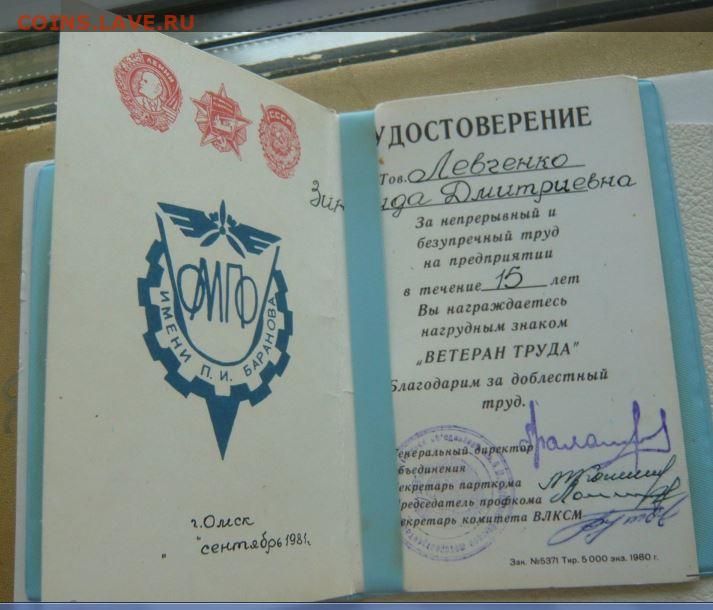 COINS.LAVE.RU
ЛЕНИН
СССР
ОМПО
ИМЕНИ П. И. БАРАНОВА
г. Омск
" " сентябрь 1981г.
УДОСТОВЕРЕНИЕ
Тов. Левченко
Дмитриевна
За непрерывный и
безупречный труд
на предприятии
в течение 15 лет
Вы награждаетесь
нагрудным знаком
„ВЕТЕРАН ТРУДА"
Благодарим за доблестный
труд.
генеральный директор
объединения
секретарь парткома
председатель профкома
секретарь комитета ВЛКСМ
Зак. №5371 Тир. 5 000 экз. 1980 г.